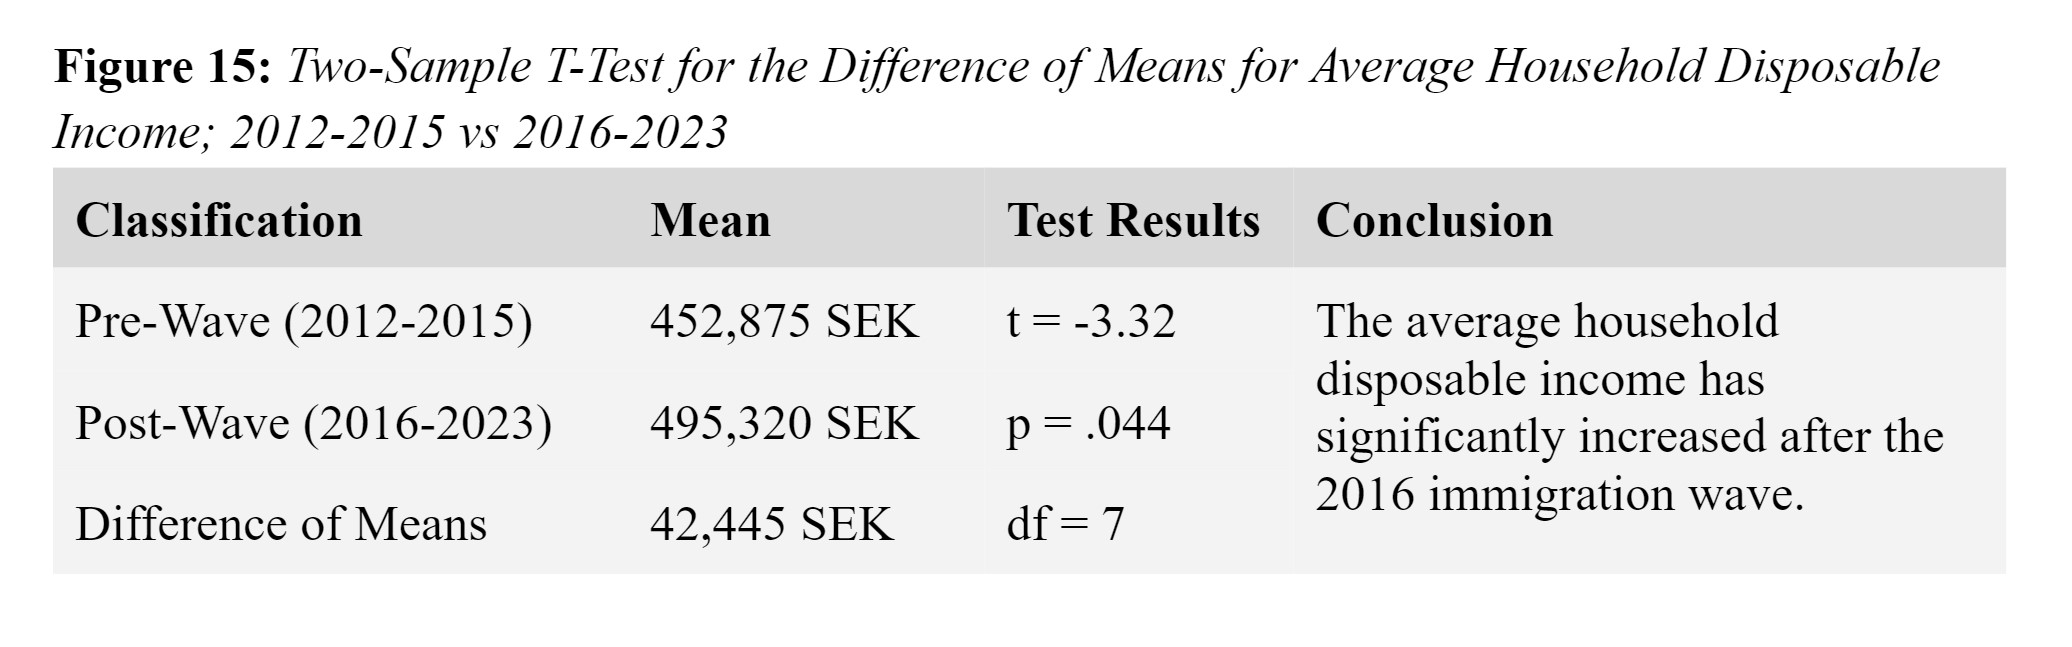 Figure 15: Two-Sample T-Test for the Difference of Means for Average Household Disposable
Income; 2012-2015 vs 2016-2023
Classification Mean Test Results Conclusion
Pre-Wave (2012-2015) 452,875 SEK t = -3.32
Post-Wave (2016-2023) 495,320 SEK p = .044
Difference of Means 42,445 SEK df = 7
The average household
disposable income has
significantly increased after the
2016 immigration wave.